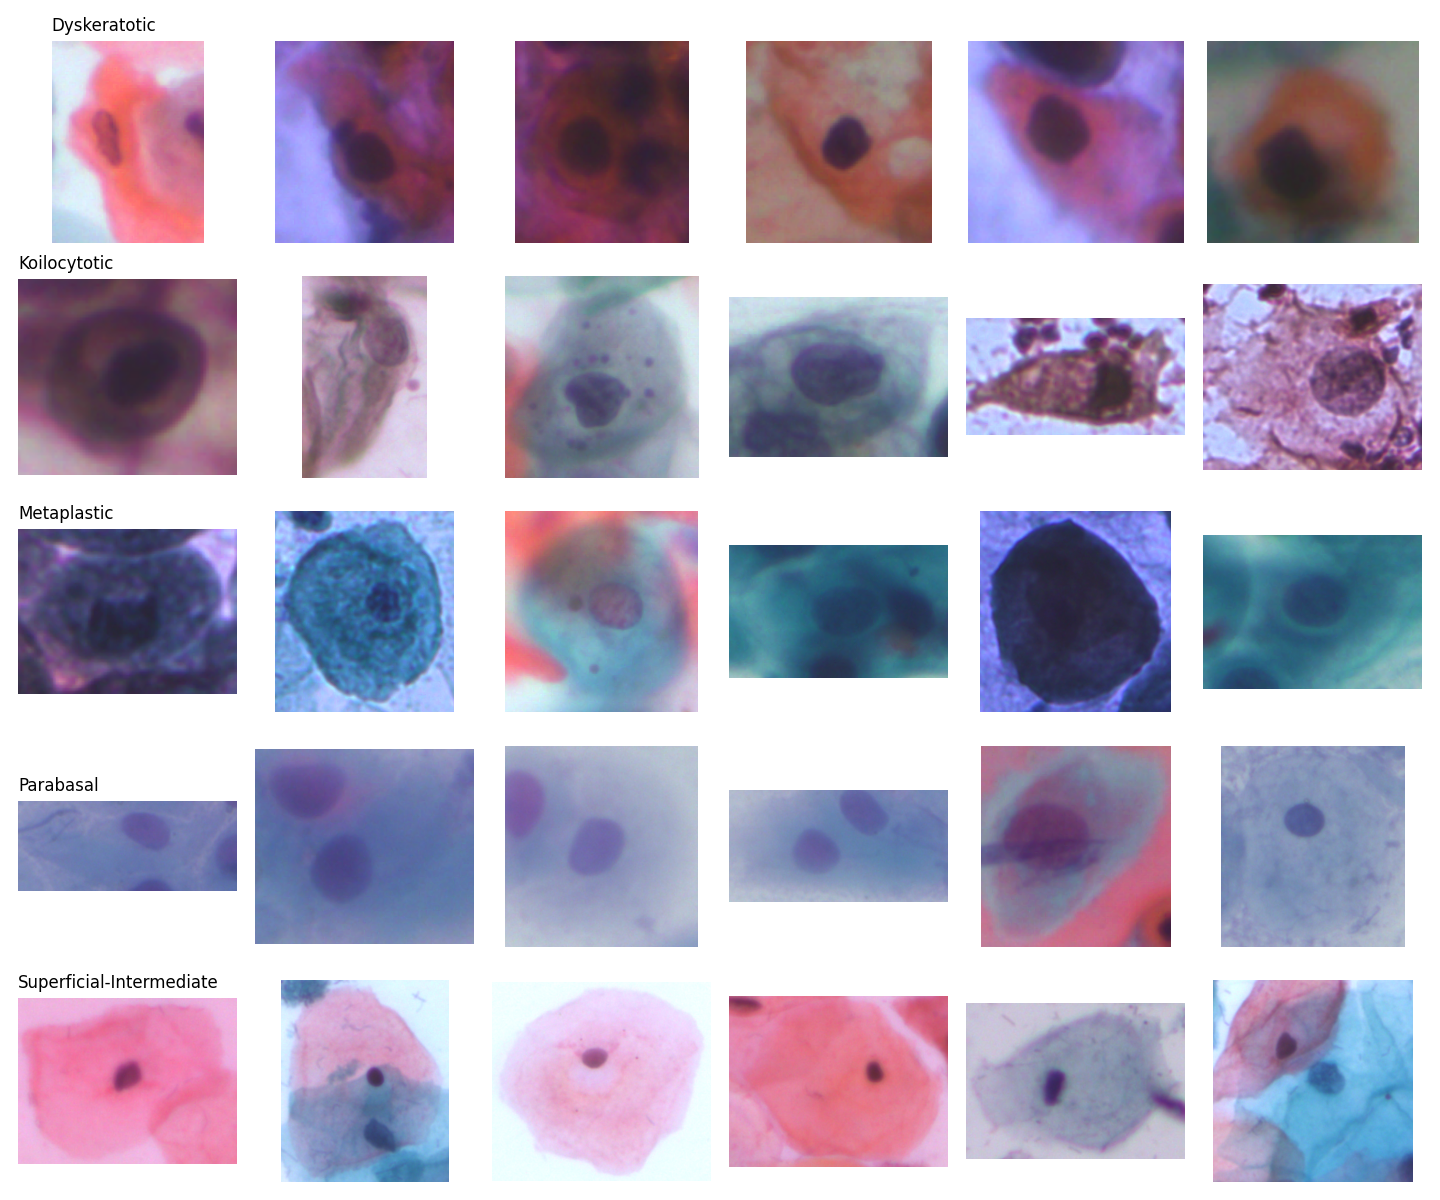 Dyskeratotic
Koilocytotic
Metaplastic
Parabasal
Superficial-Intermediate